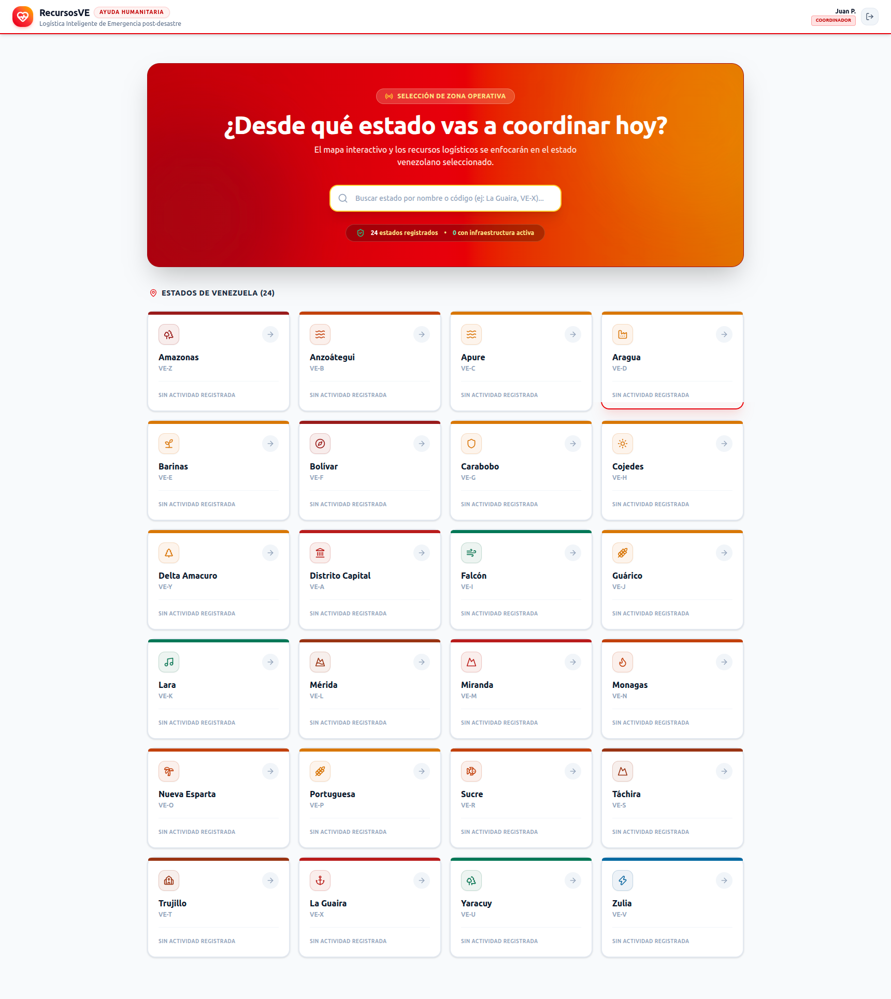 RecursosVE
AYUDA HUMANITARIA
Logística Inteligente de Emergencia post-desastre
Juan P.
COORDINADOR
SELECCIÓN DE ZONA OPERATIVA
¿Desde qué estado vas a coordinar hoy?
El mapa interactivo y los recursos logísticos se enfocarán en el estado
venezolano seleccionado.
Buscar estado por nombre o código (ej: La Guaira, VE-X)...
24 estados registrados • 0 con infraestructura activa
ESTADOS DE VENEZUELA (24)
Amazonas
VE-Z
SIN ACTIVIDAD REGISTRADA
Anzoátegui
VE-B
SIN ACTIVIDAD REGISTRADA
Apure
VE-C
SIN ACTIVIDAD REGISTRADA
Aragua
VE-D
SIN ACTIVIDAD REGISTRADA
Barinas
VE-E
SIN ACTIVIDAD REGISTRADA
Bolívar
VE-F
SIN ACTIVIDAD REGISTRADA
Carabobo
VE-G
SIN ACTIVIDAD REGISTRADA
Cojedes
VE-H
SIN ACTIVIDAD REGISTRADA
Delta Amacuro
VE-Y
SIN ACTIVIDAD REGISTRADA
Distrito Capital
VE-A
SIN ACTIVIDAD REGISTRADA
Falcón
VE-I
SIN ACTIVIDAD REGISTRADA
Guárico
VE-J
SIN ACTIVIDAD REGISTRADA
Lara
VE-K
SIN ACTIVIDAD REGISTRADA
Mérida
VE-L
SIN ACTIVIDAD REGISTRADA
Miranda
VE-M
SIN ACTIVIDAD REGISTRADA
Monagas
VE-N
SIN ACTIVIDAD REGISTRADA
Nueva Esparta
VE-O
SIN ACTIVIDAD REGISTRADA
Portuguesa
VE-P
SIN ACTIVIDAD REGISTRADA
Sucre
VE-R
SIN ACTIVIDAD REGISTRADA
Táchira
VE-S
SIN ACTIVIDAD REGISTRADA
Trujillo
VE-T
SIN ACTIVIDAD REGISTRADA
La Guaira
VE-X
SIN ACTIVIDAD REGISTRADA
Yaracuy
VE-U
SIN ACTIVIDAD REGISTRADA
Zulia
VE-V
SIN ACTIVIDAD REGISTRADA